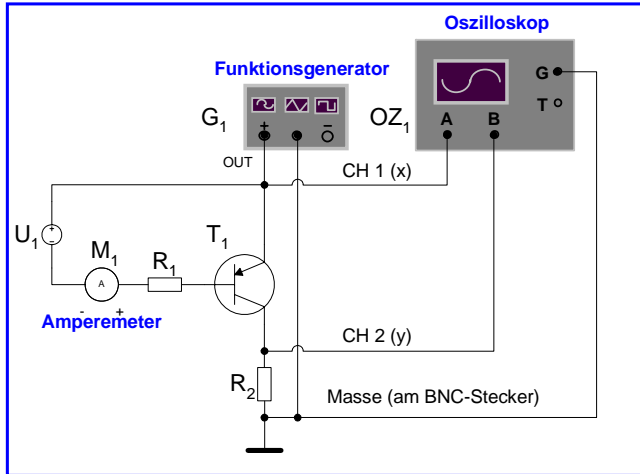 Oszilloskop
Funktionsgenerator
G
T
A B
OZ1
G1
+ −
OUT
CH 1 (x)
U1
+
−
M1
R1
T1
A
- +
Amperemeter
CH 2 (y)
R2
Masse (am BNC-Stecker)